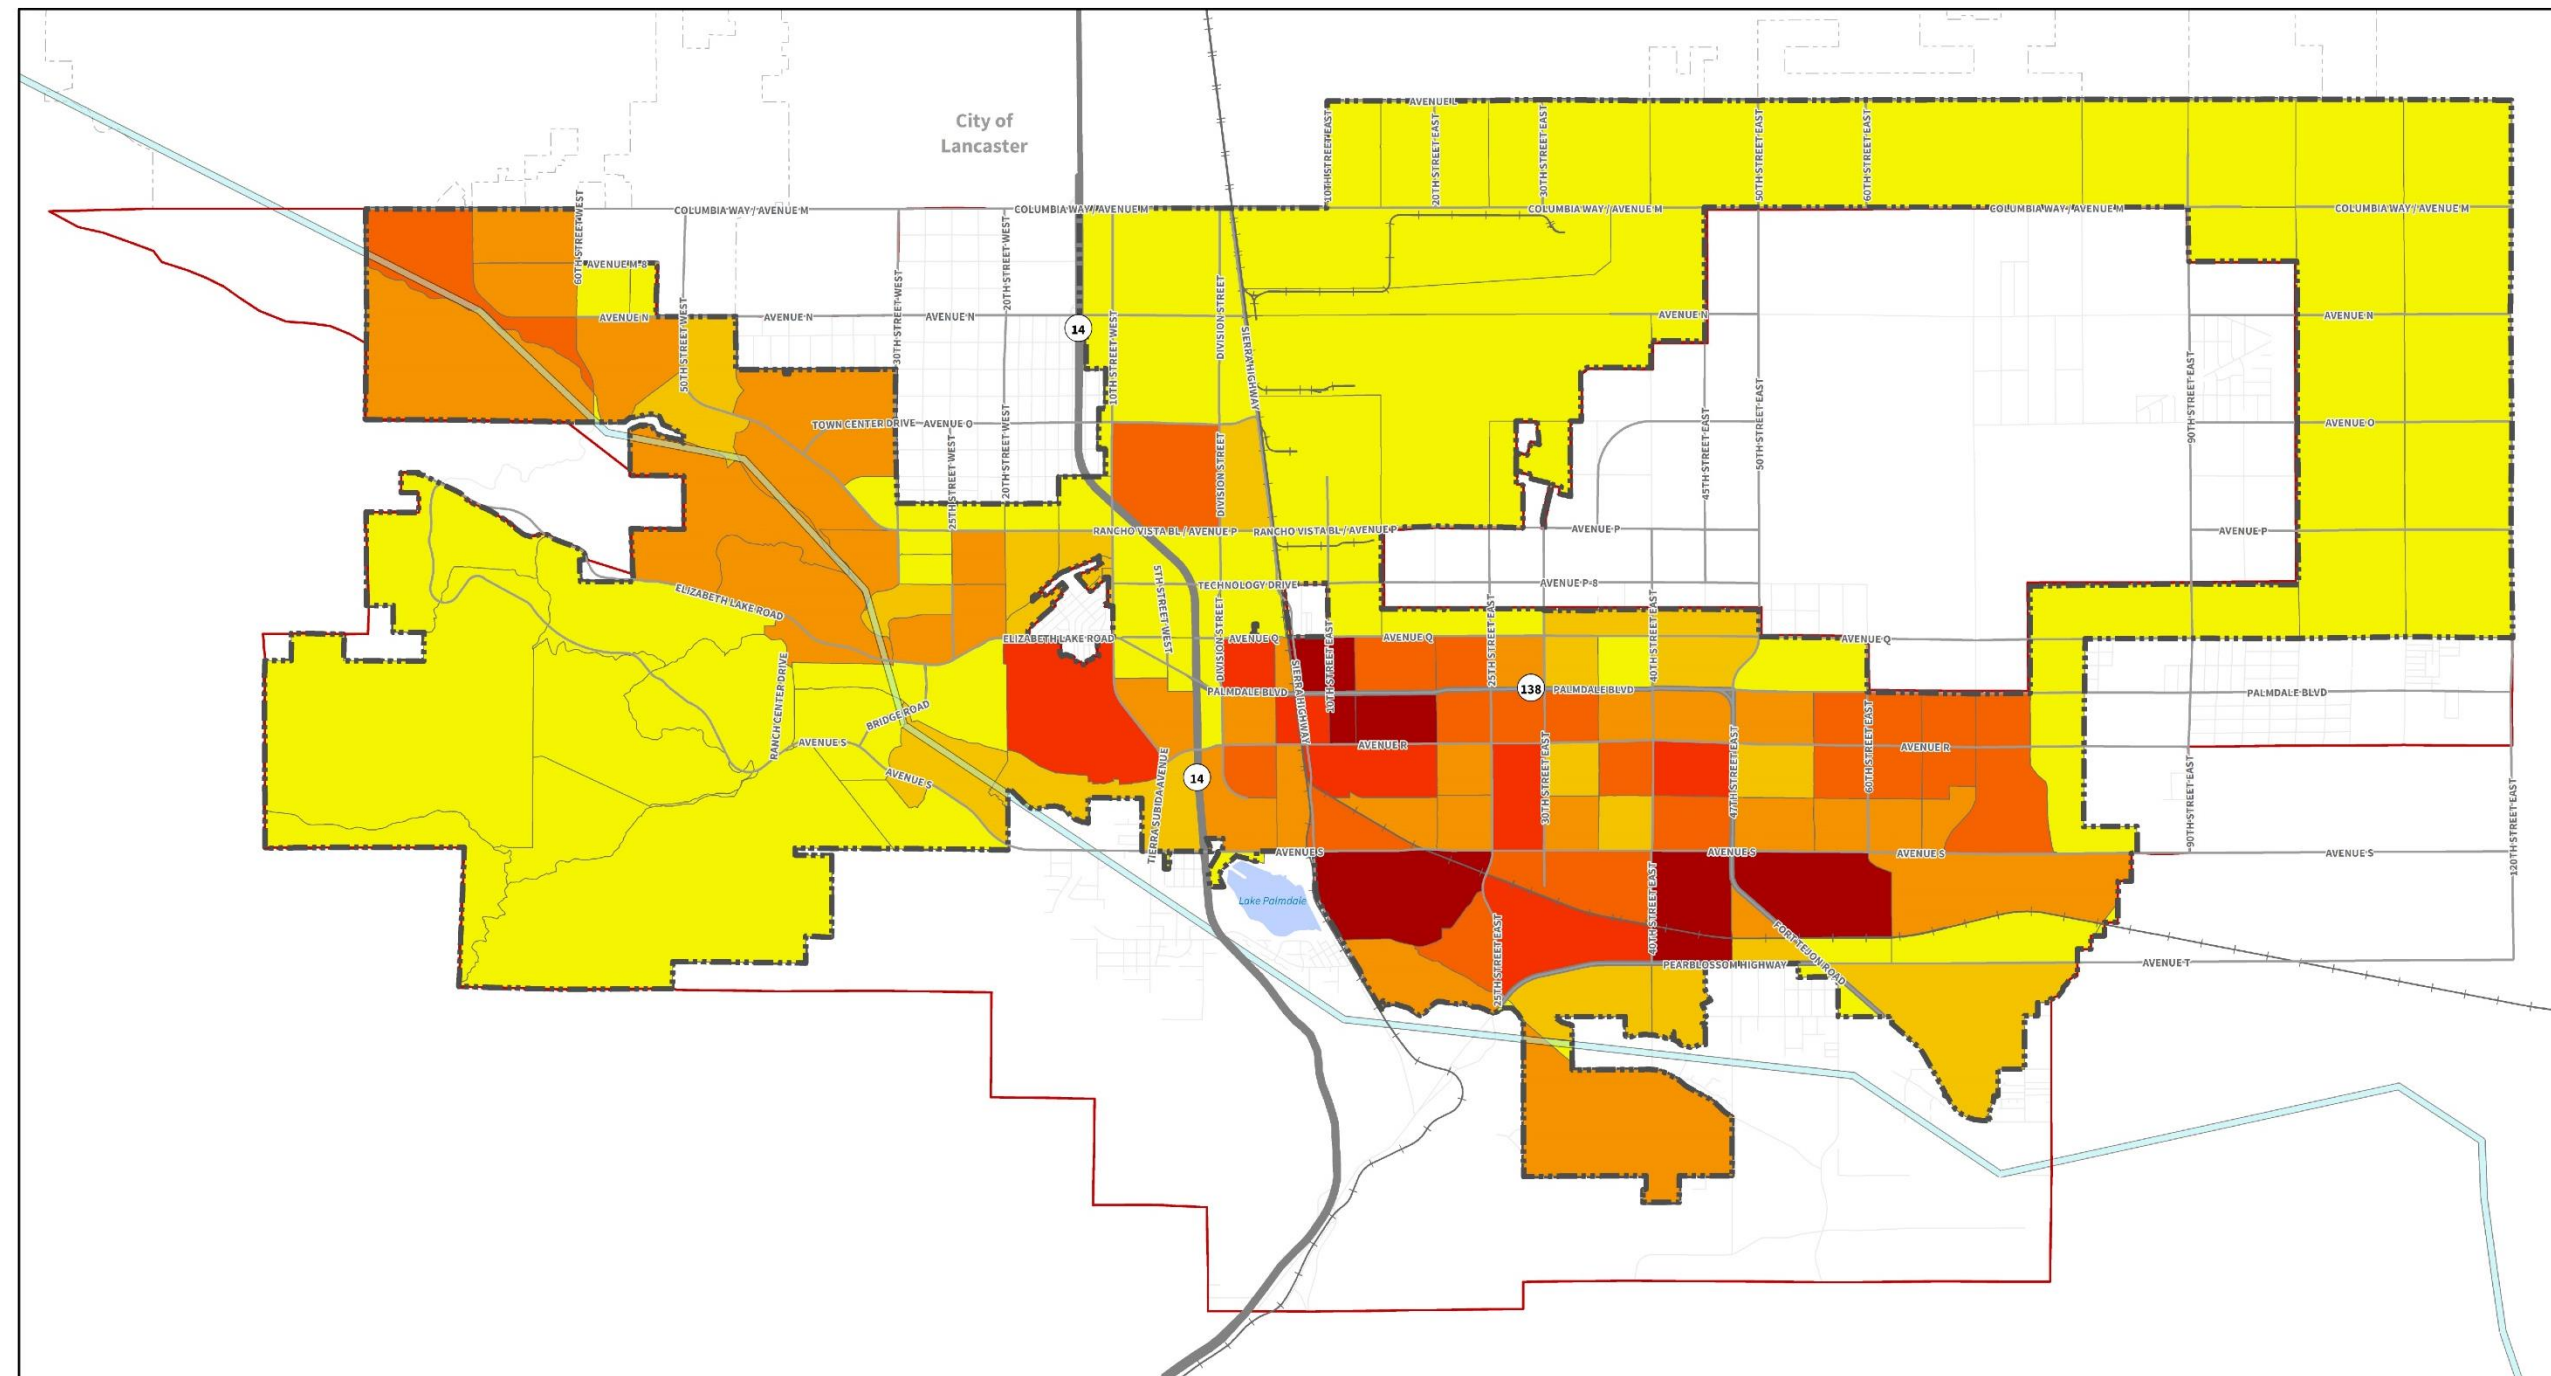 AVENUE L
City of
Lancaster
10TH STREET EAST
20TH STREET EAST
30TH STREET EAST
50TH STREET EAST
60TH STREET EAST
COLUMBIA WAY / AVENUE M
COLUMBIA WAY / AVENUE M
COLUMBIA WAY / AVENUE M
COLUMBIA WAY / AVENUE M
COLUMBIA WAY / AVENUE M
60TH STREET WEST
AVENUE M-8
20TH STREET WEST
AVENUE N
AVENUE N
AVENUE N
AVENUE N
AVENUE N
14
50TH STREET WEST
30TH STREET WEST
10TH STREET WEST
DIVISION STREET
SIERRA HIGHWAY
90TH STREET EAST
TOWN CENTER DRIVE
AVENUE O
AVENUE O
25TH STREET WEST
20TH STREET WEST
DIVISION STREET
45TH STREET EAST
50TH STREET EAST
RANCHO VISTA BL / AVENUE P
RANCHO VISTA BL / AVENUE P
AVENUE P
AVENUE P
TECHNOLOGY DRIVE
AVENUE P-8
ELIZABETH LAKE ROAD
5TH STREET WEST
DIVISION STREET
25TH STREET EAST
40TH STREET EAST
ELIZABETH LAKE ROAD
AVENUE Q
AVENUE Q
AVENUE Q
10TH STREET EAST
SIERRA HIGHWAY
PALMDALE BLVD
138
PALMDALE BLVD
PALMDALE BLVD
RANCH CENTER DRIVE
BRIDGE ROAD
AVENUE S
AVENUE S
AVENUE R
AVENUE R
TIERRA SUBIDA AVENUE
14
30TH STREET EAST
47TH STREET EAST
60TH STREET EAST
90TH STREET EAST
120TH STREET EAST
AVENUE S
AVENUE S
AVENUE S
AVENUE S
Lake Palmdale
25TH STREET EAST
40TH STREET EAST
FORT TEJON ROAD
PEARBLOSSOM HIGHWAY
AVENUE T